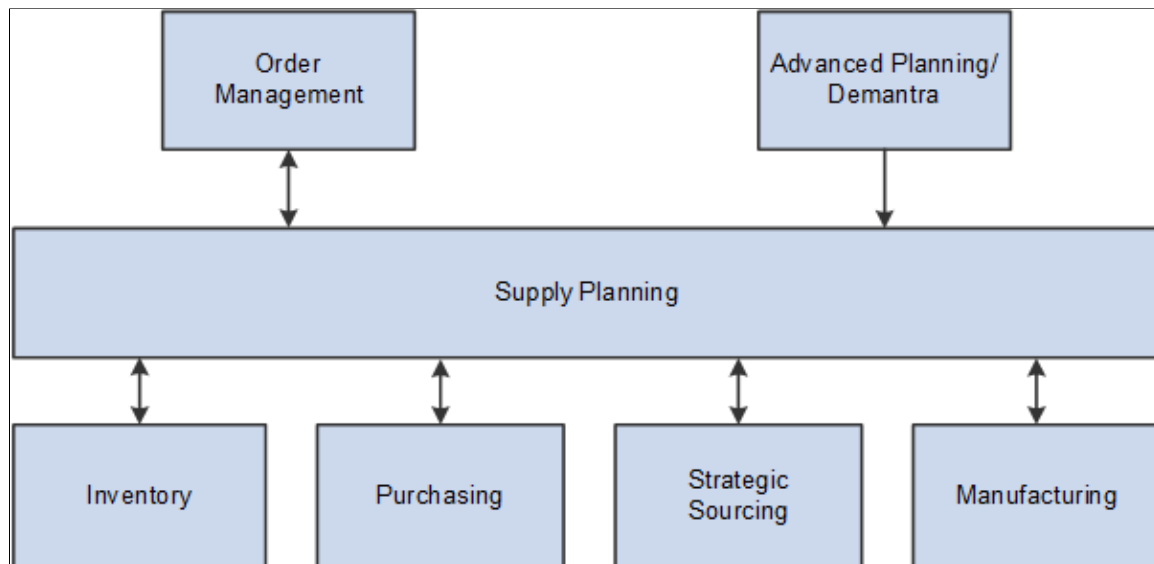 Order
Management
Advanced Planning/
Demantra
Supply Planning
Inventory
Purchasing
Strategic
Sourcing
Manufacturing